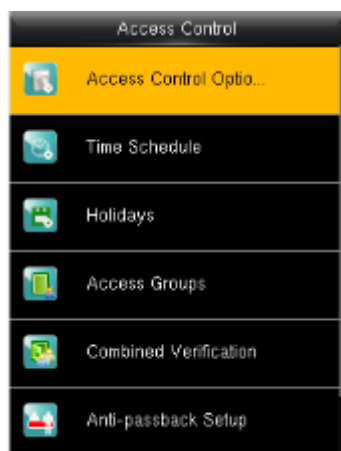 Access Control
Access Control Optio...
Time Schedule
Holidays
Access Groups
Combined Verification
Anti-passback Setup